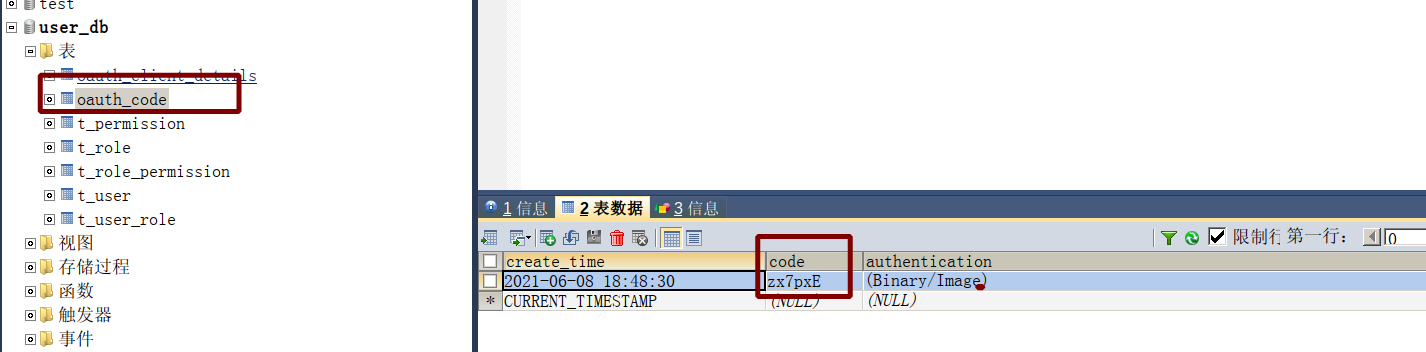 test
user_db
表
oauth_client_details
oauth_code
t_permission
t_role
t_role_permission
t_user
t_user_role
视图
存储过程
函数
触发器
事件
1 信息 2 表数据 3 信息
限制行 第一行: 0
create_time code authentication
2021-06-08 18:48:30 zx7pxE (Binary/Image)
* CURRENT_TIMESTAMP (NULL) (NULL)